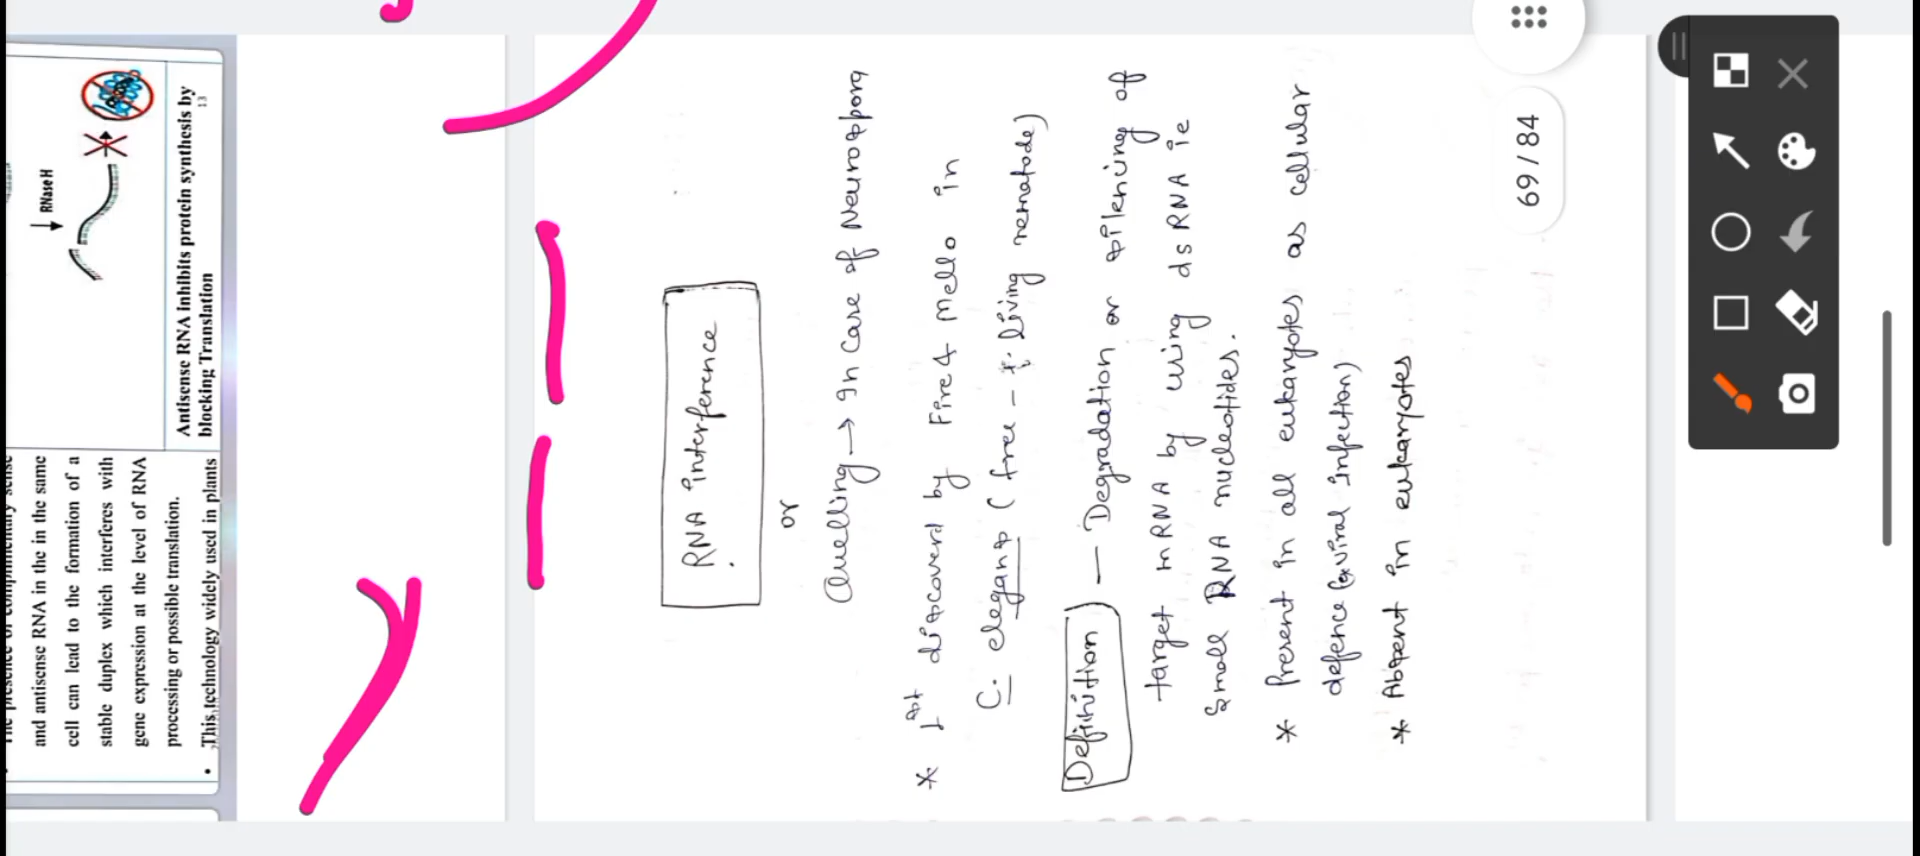 RNase H
Antisense RNA inhibits protein synthesis by
blocking Translation
13
and antisense RNA in the in the same
cell can lead to the formation of a
stable duplex which interferes with
gene expression at the level of RNA
processing or possible translation.
• This technology widely used in plants
RNA interference
or
Quelling → In case of Neurospora
* 1st discoverd by Fire & Mello in
C. elegans (free - living nematode)
Definition — Degradation or silencing of
target mRNA by using dsRNA ie
small RNA nucleotides.
* Present in all eukaryotes as cellular
defence (ex viral infection)
* Absent in eukaryotes
69 / 84